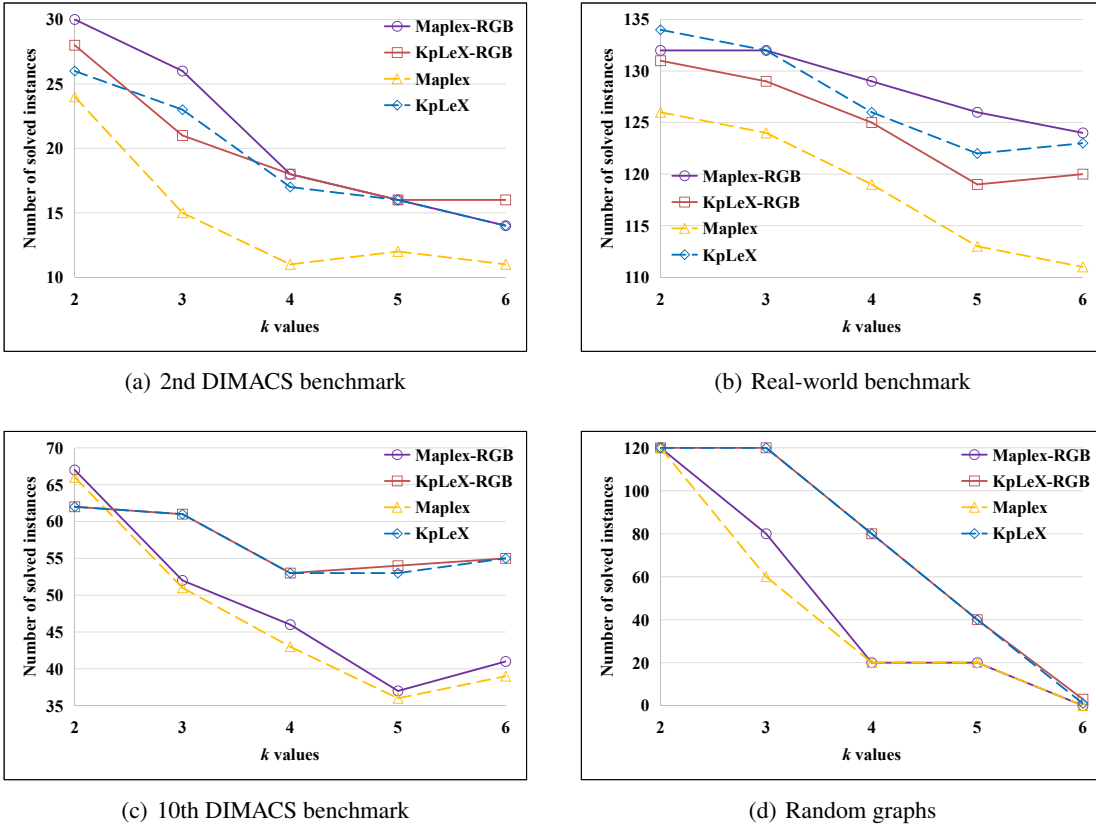 30
25
20
15
10
Number of solved instances
2 3 4 5 6
k values
Maplex-RGB
KpLeX-RGB
Maplex
KpLeX
(a) 2nd DIMACS benchmark
135
130
125
120
115
110
Number of solved instances
2 3 4 5 6
k values
Maplex-RGB
KpLeX-RGB
Maplex
KpLeX
(b) Real-world benchmark
70
65
60
55
50
45
40
35
Number of solved instances
2 3 4 5 6
k values
Maplex-RGB
KpLeX-RGB
Maplex
KpLeX
(c) 10th DIMACS benchmark
120
100
80
60
40
20
0
Number of solved instances
2 3 4 5 6
k values
Maplex-RGB
KpLeX-RGB
Maplex
KpLeX
(d) Random graphs